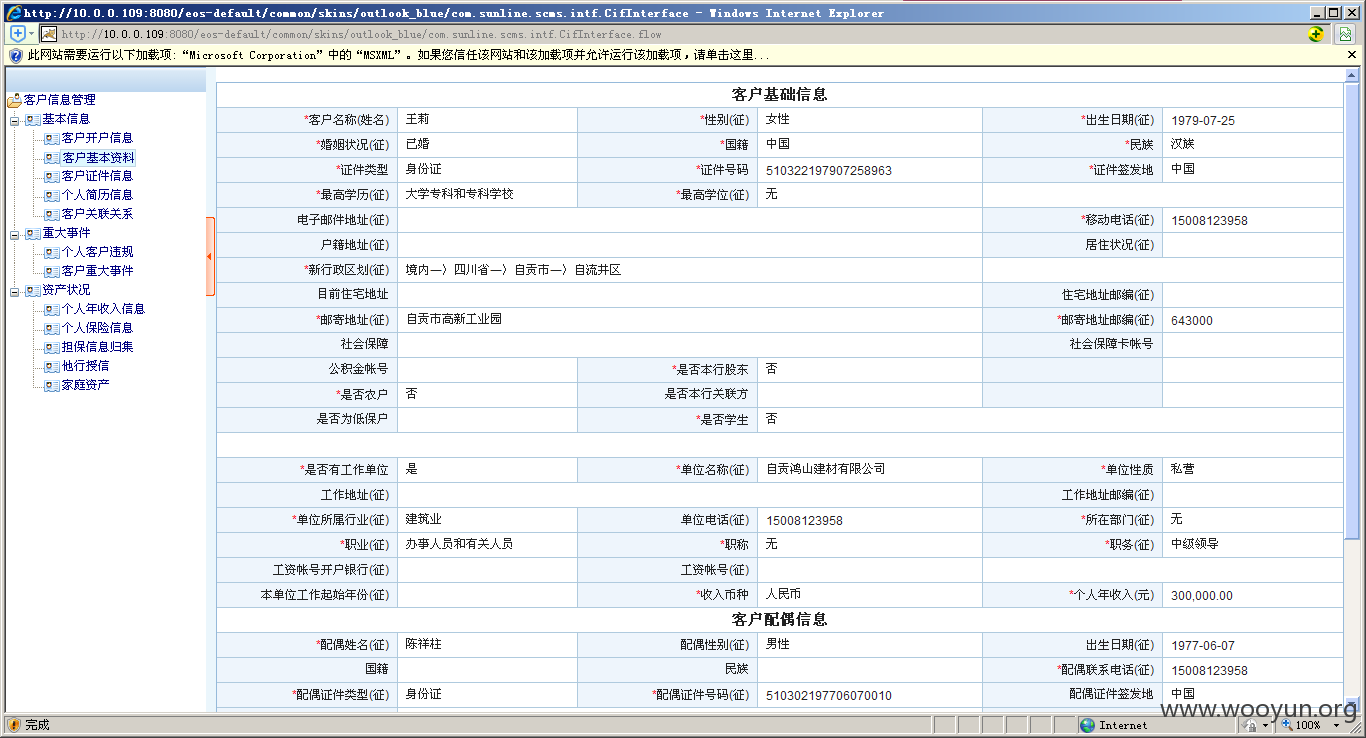 http://10.0.0.109:8080/eos-default/common/skins/outlook_blue/com.sunline.scms.intf.CifInterface - Windows Internet Explorer
http://10.0.0.109:8080/eos-default/common/skins/outlook_blue/com.sunline.scms.intf.CifInterface.flow
此网站需要运行以下加载项:“Microsoft Corporation”中的“MSXML”。如果您信任该网站和该加载项并允许运行该加载项，请单击这里...
客户信息管理
基本信息
客户开户信息
客户基本资料
客户证件信息
个人简历信息
客户关联关系
重大事件
个人客户违规
客户重大事件
资产状况
个人年收入信息
个人保险信息
担保信息归集
他行授信
家庭资产
客户基础信息
*客户名称(姓名) 王莉 *性别(征) 女性 *出生日期(征) 1979-07-25
*婚姻状况(征) 已婚 *国籍 中国 *民族 汉族
*证件类型 身份证 *证件号码 510322197907258963 *证件签发地 中国
*最高学历(征) 大学专科和专科学校 *最高学位(征) 无
电子邮件地址(征) *移动电话(征) 15008123958
户籍地址(征) 居住状况(征)
*新行政区划(征) 境内—〉四川省—〉自贡市—〉自流井区
目前住宅地址 住宅地址邮编(征)
*邮寄地址(征) 自贡市高新工业园 *邮寄地址邮编(征) 643000
社会保障 社会保障卡帐号
公积金帐号 *是否本行股东 否
*是否农户 否 是否本行关联方
是否为低保户 *是否学生 否
*是否有工作单位 是 *单位名称(征) 自贡鸿山建材有限公司 *单位性质 私营
工作地址(征) 工作地址邮编(征)
*单位所属行业(征) 建筑业 单位电话(征) 15008123958 *所在部门(征) 无
*职业(征) 办事人员和有关人员 *职称 无 *职务(征) 中级领导
工资帐号开户银行(征) 工资帐号(征)
本单位工作起始年份(征) *收入币种 人民币 *个人年收入(元) 300,000.00
客户配偶信息
*配偶姓名(征) 陈祥柱 配偶性别(征) 男性 出生日期(征) 1977-06-07
国籍 民族 *配偶联系电话(征) 15008123958
*配偶证件类型(征) 身份证 *配偶证件号码(征) 510302197706070010 配偶证件签发地 中国
www.wooyun.org
完成 Internet 100%